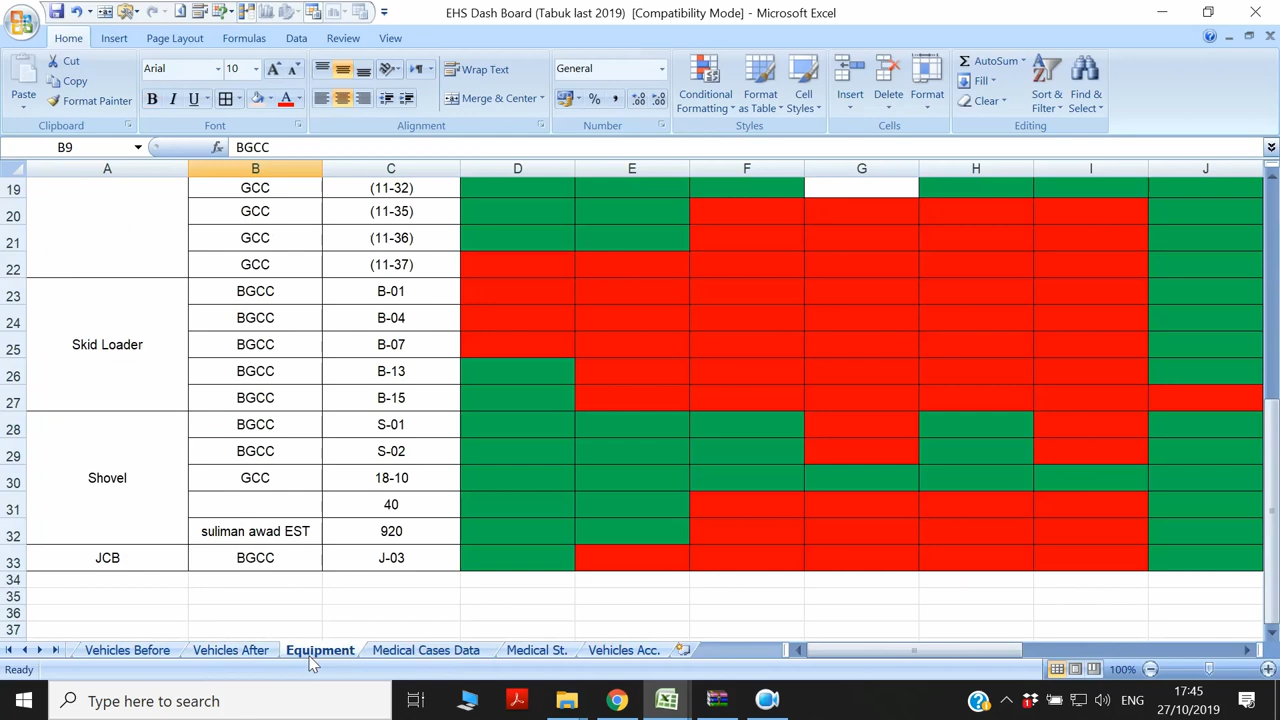 EHS Dash Board (Tabuk last 2019) [Compatibility Mode] - Microsoft Excel
Home Insert Page Layout Formulas Data Review View
Cut
Copy
Format Painter
Paste
Clipboard
Arial 10
B I U
Font
Wrap Text
Merge & Center
Alignment
General
%
Number
Conditional Formatting
Format as Table
Cell Styles
Styles
Insert Delete Format
Cells
AutoSum
Fill
Clear
Sort & Filter
Find & Select
Editing
B9 fx BGCC
A B C D E F G H I J
19 GCC (11-32)
20 GCC (11-35)
21 GCC (11-36)
22 GCC (11-37)
23 BGCC B-01
24 BGCC B-04
25 Skid Loader BGCC B-07
26 BGCC B-13
27 BGCC B-15
28 BGCC S-01
29 BGCC S-02
30 Shovel GCC 18-10
31 40
32 suliman awad EST 920
33 JCB BGCC J-03
34
35
36
37
Vehicles Before Vehicles After Equipment Medical Cases Data Medical St. Vehicles Acc.
Ready 100%
Type here to search
ENG
17:45
27/10/2019